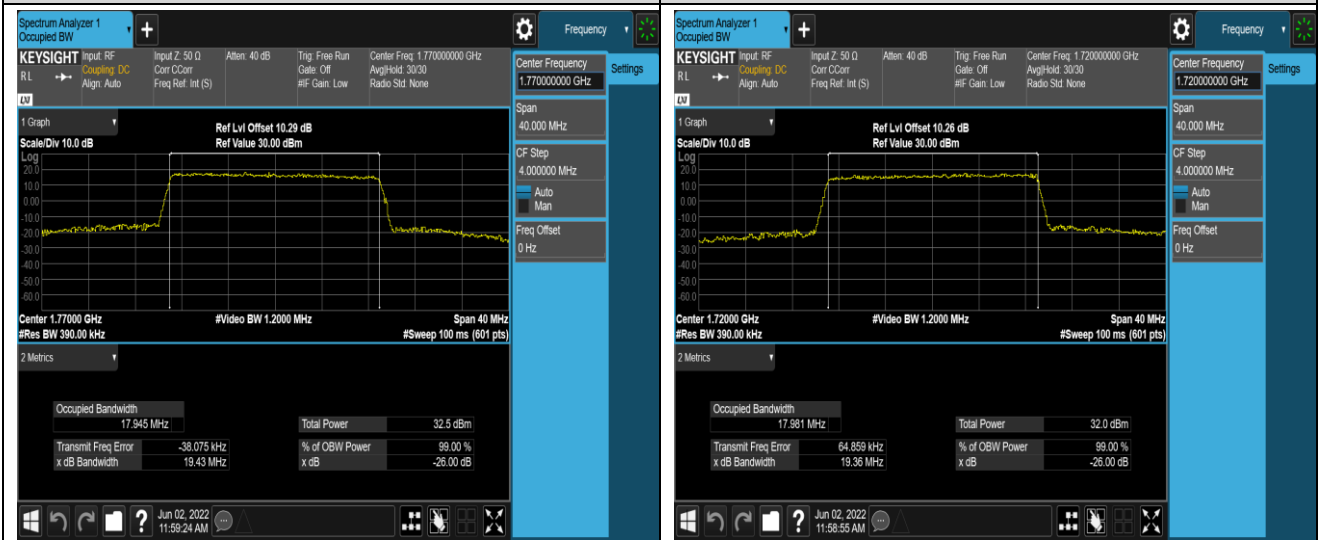 Spectrum Analyzer 1
Occupied BW
+
Frequency
KEYSIGHT
RL
LXI
Input: RF
Coupling: DC
Align: Auto
Input Z: 50 Ω
Corr CCorr
Freq Ref: Int (S)
Atten: 40 dB
Trig: Free Run
Gate: Off
#IF Gain: Low
Center Freq: 1.770000000 GHz
Avg|Hold: 30/30
Radio Std: None
Center Frequency
1.770000000 GHz
Settings
Span
40.000 MHz
CF Step
4.000000 MHz
Auto
Man
Freq Offset
0 Hz
1 Graph
Scale/Div 10.0 dB
Ref Lvl Offset 10.29 dB
Ref Value 30.00 dBm
Log
20.0
10.0
0.00
-10.0
-20.0
-30.0
-40.0
-50.0
-60.0
Center 1.77000 GHz
#Res BW 390.00 kHz
#Video BW 1.2000 MHz
Span 40 MHz
#Sweep 100 ms (601 pts)
2 Metrics
Occupied Bandwidth
17.945 MHz
Transmit Freq Error -38.075 kHz
x dB Bandwidth 19.43 MHz
Total Power 32.5 dBm
% of OBW Power 99.00 %
x dB -26.00 dB
?
Jun 02, 2022
11:59:24 AM
Spectrum Analyzer 1
Occupied BW
+
Frequency
KEYSIGHT
RL
LXI
Input: RF
Coupling: DC
Align: Auto
Input Z: 50 Ω
Corr CCorr
Freq Ref: Int (S)
Atten: 40 dB
Trig: Free Run
Gate: Off
#IF Gain: Low
Center Freq: 1.720000000 GHz
Avg|Hold: 30/30
Radio Std: None
Center Frequency
1.720000000 GHz
Settings
Span
40.000 MHz
CF Step
4.000000 MHz
Auto
Man
Freq Offset
0 Hz
1 Graph
Scale/Div 10.0 dB
Ref Lvl Offset 10.26 dB
Ref Value 30.00 dBm
Log
20.0
10.0
0.00
-10.0
-20.0
-30.0
-40.0
-50.0
-60.0
Center 1.72000 GHz
#Res BW 390.00 kHz
#Video BW 1.2000 MHz
Span 40 MHz
#Sweep 100 ms (601 pts)
2 Metrics
Occupied Bandwidth
17.981 MHz
Transmit Freq Error 64.859 kHz
x dB Bandwidth 19.36 MHz
Total Power 32.0 dBm
% of OBW Power 99.00 %
x dB -26.00 dB
?
Jun 02, 2022
11:58:55 AM